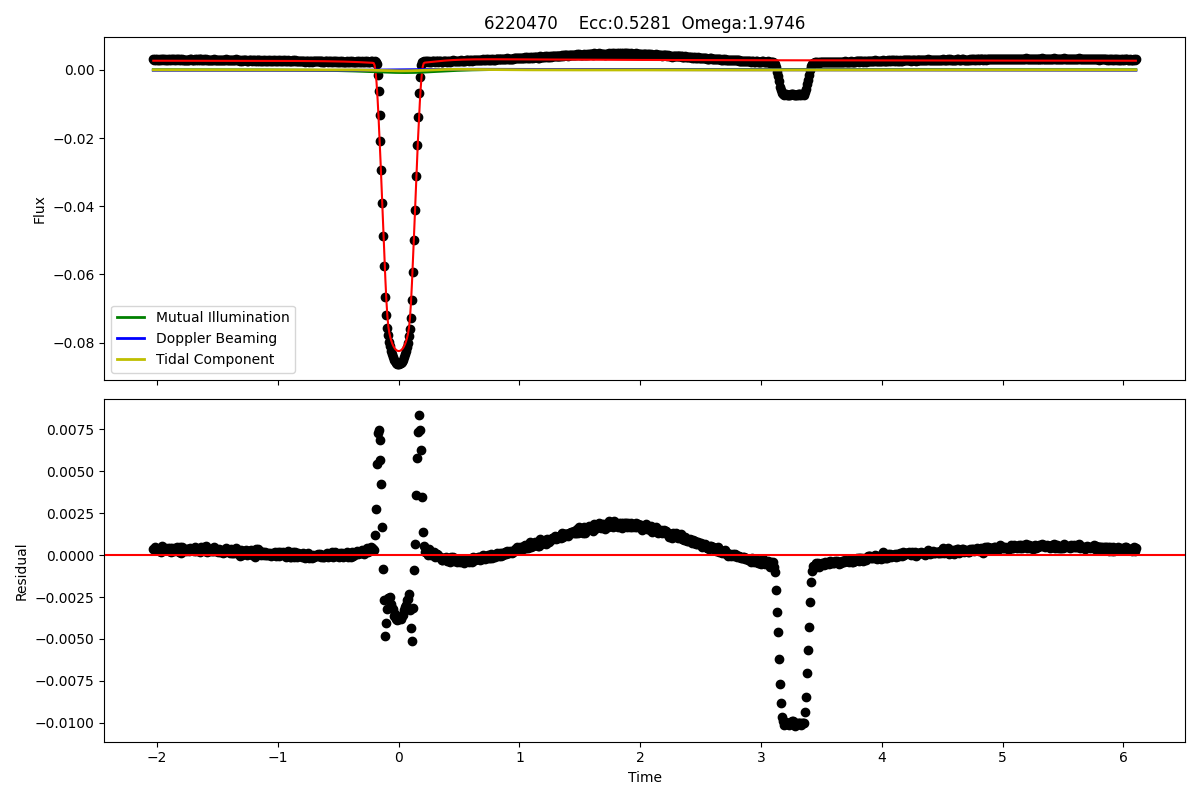 6220470    Ecc:0.5281  Omega:1.9746
0.00
−0.02
−0.04
−0.06
−0.08
Flux
Mutual Illumination
Doppler Beaming
Tidal Component
0.0075
0.0050
0.0025
0.0000
−0.0025
−0.0050
−0.0075
−0.0100
Residual
−2 −1 0 1 2 3 4 5 6
Time